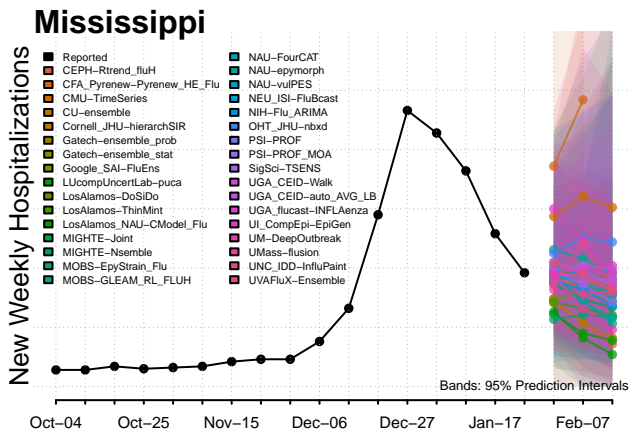 Mississippi
New Weekly Hospitalizations
Reported
CEPH−Rtrend_fluH
CFA_Pyrenew−Pyrenew_HE_Flu
CMU−TimeSeries
CU−ensemble
Cornell_JHU−hierarchSIR
Gatech−ensemble_prob
Gatech−ensemble_stat
Google_SAI−FluEns
LUcompUncertLab−puca
LosAlamos−DoSiDo
LosAlamos−ThinMint
LosAlamos_NAU−CModel_Flu
MIGHTE−Joint
MIGHTE−Nsemble
MOBS−EpyStrain_Flu
MOBS−GLEAM_RL_FLUH
NAU−FourCAT
NAU−epymorph
NAU−vulPES
NEU_ISI−FluBcast
NIH−Flu_ARIMA
OHT_JHU−nbxd
PSI−PROF
PSI−PROF_MOA
SigSci−TSENS
UGA_CEID−Walk
UGA_CEID−auto_AVG_LB
UGA_flucast−INFLAenza
UI_CompEpi−EpiGen
UM−DeepOutbreak
UMass−flusion
UNC_IDD−InfluPaint
UVAFluX−Ensemble
Bands: 95% Prediction Intervals
Oct−04 Oct−25 Nov−15 Dec−06 Dec−27 Jan−17 Feb−07